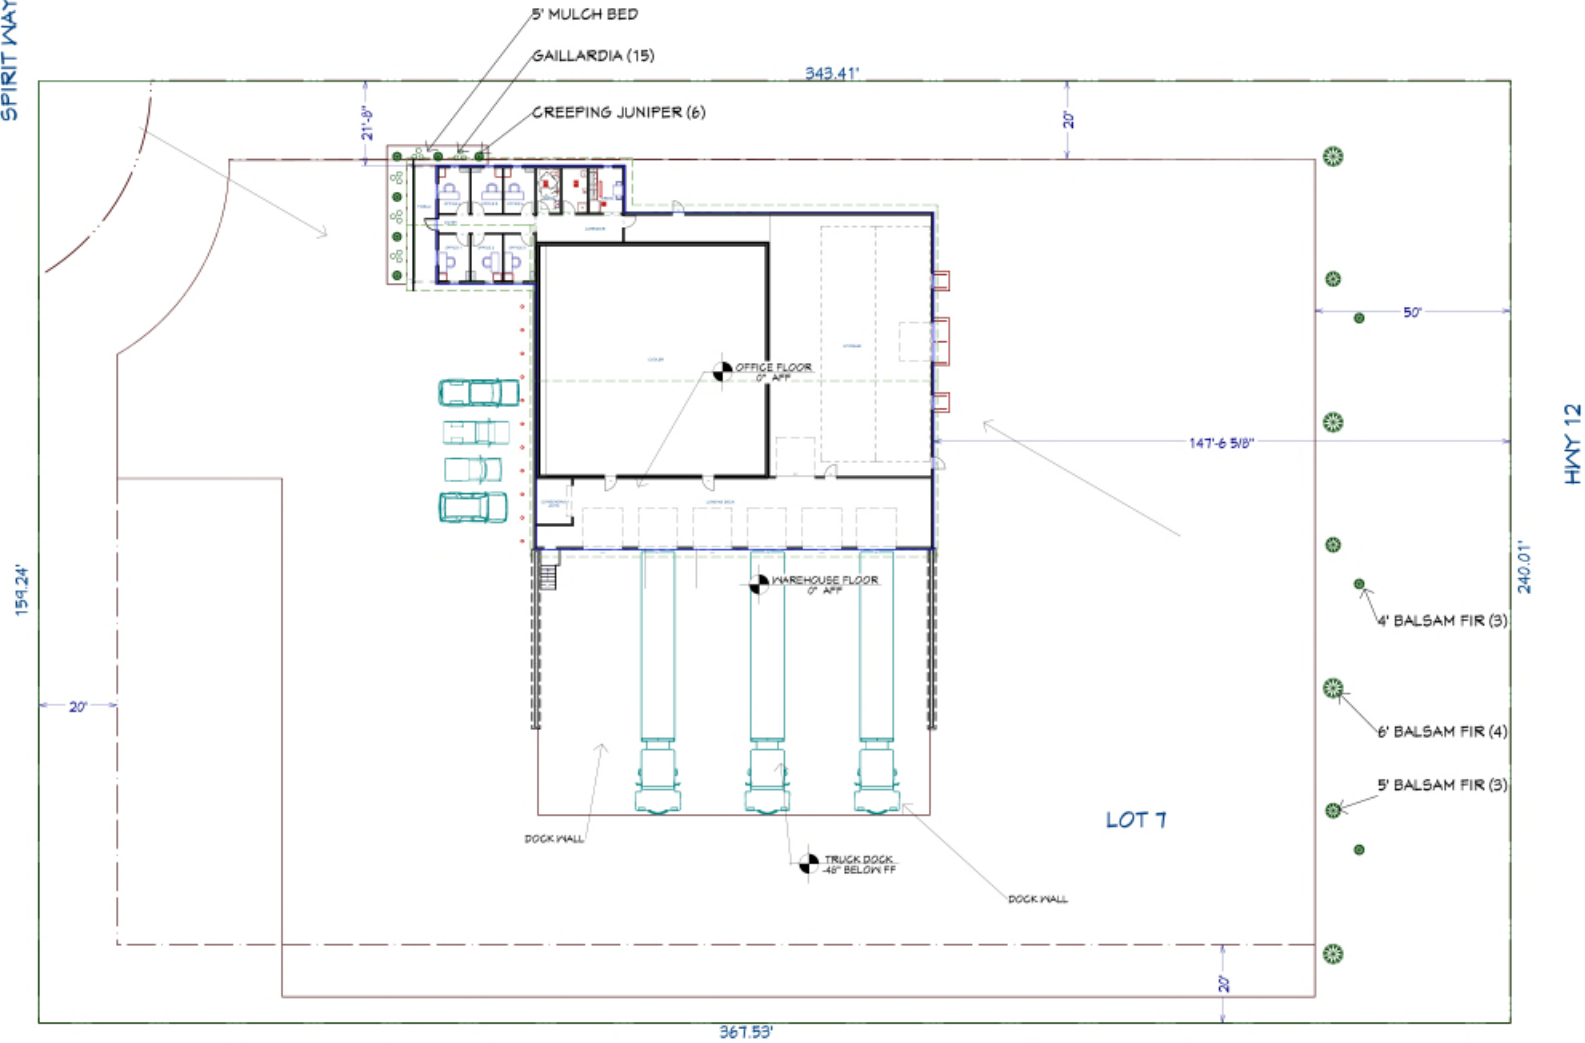 SPIRIT WAY
5' MULCH BED
GAILLARDIA (15)
CREEPING JUNIPER (6)
343.41'
21'-8"
20'
50'
OFFICE FLOOR
0" AFF
147'-6 5/8"
HWY 12
WAREHOUSE FLOOR
0" AFF
159.24'
240.01'
4' BALSAM FIR (3)
20'
6' BALSAM FIR (4)
5' BALSAM FIR (3)
LOT 7
DOCK WALL
TRUCK DOCK
-48" BELOW FF
DOCK WALL
20'
367.53'